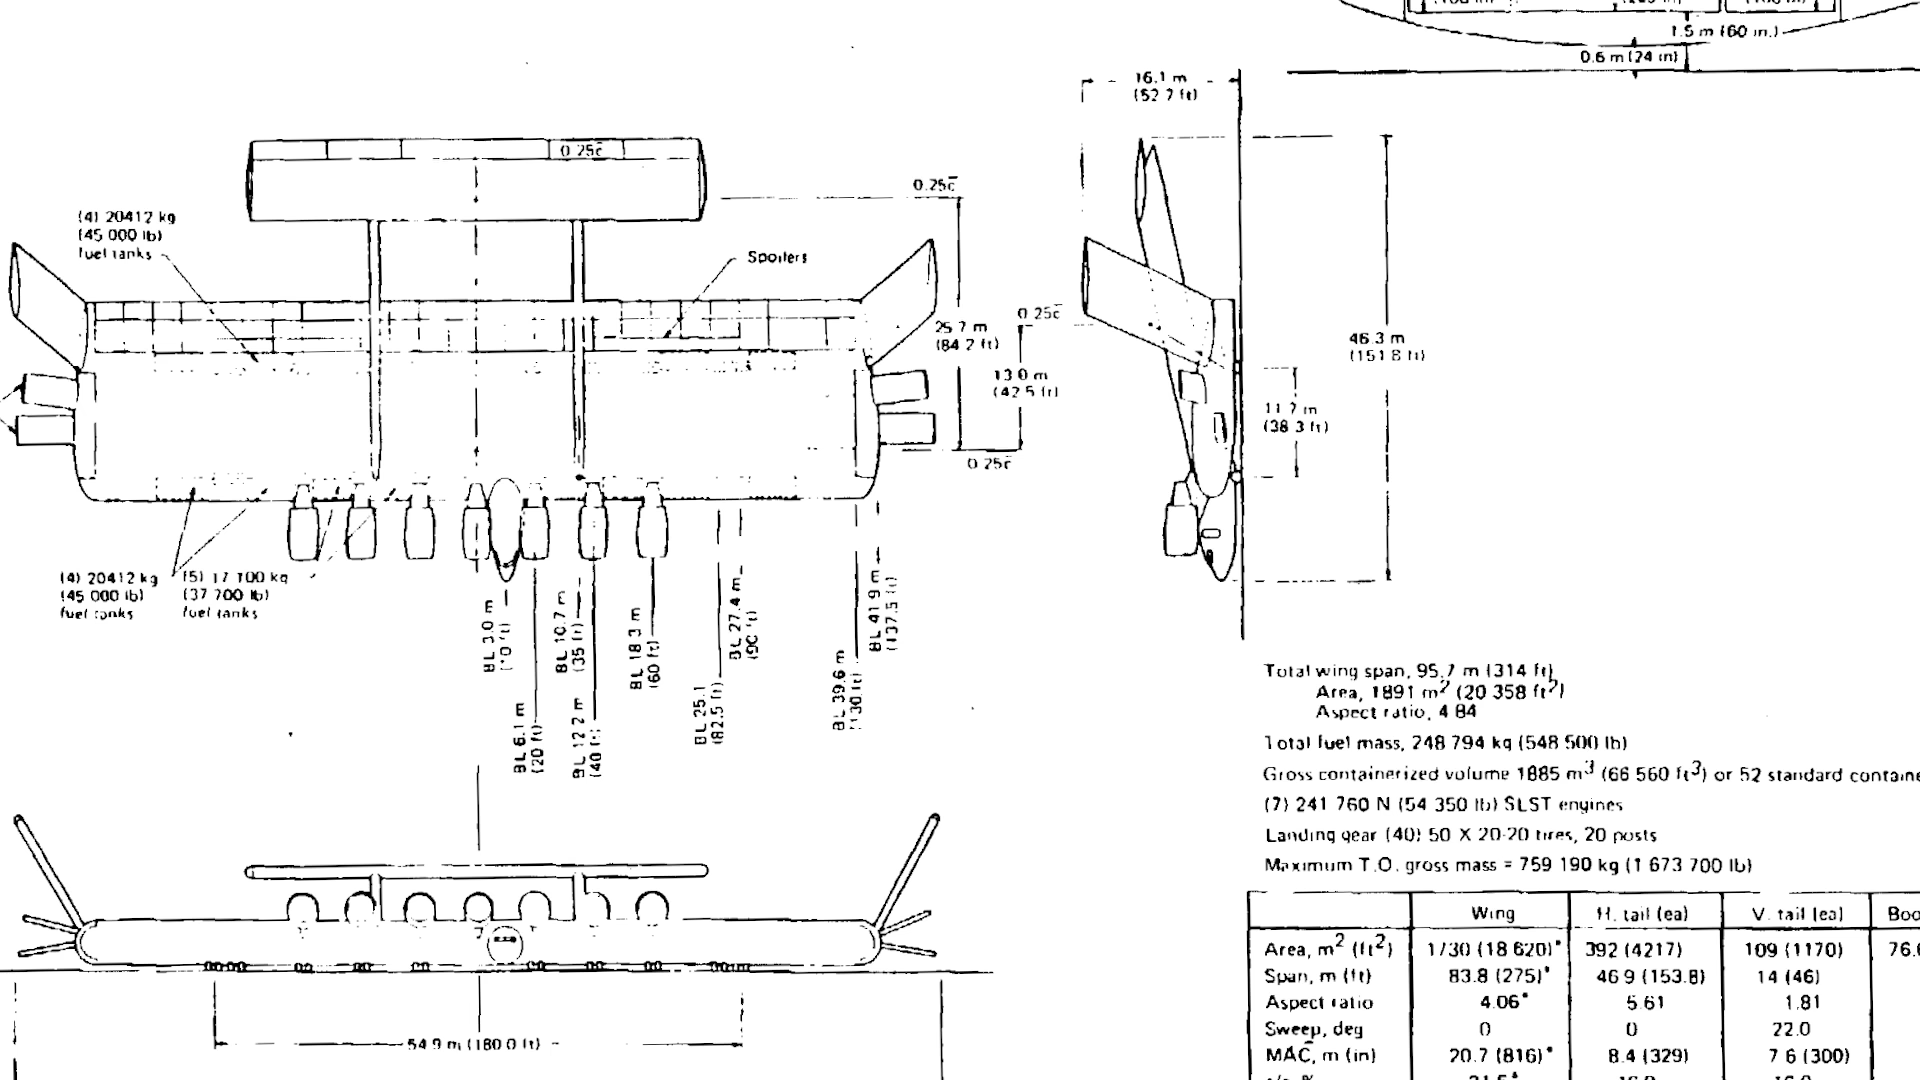 1.5 m (60 in.)
0.6 m (24 in)
16.1 m
(52.7 ft)
0.25c̄
0.25c̄
(4) 20412 kg
(45 000 lb)
fuel tanks
Spoilers
0.25c̄
25.7 m
(84.2 ft)
46.3 m
(151.8 ft)
13.0 m
(42.5 ft)
11.7 m
(38.3 ft)
0.25c̄
(4) 20412 kg
(45 000 lb)
fuel tanks
(5) 17 100 kg
(37 700 lb)
fuel tanks
BL 3.0 m
(10 ft)
BL 6.1 m
(20 ft)
BL 10.7 m
(35 ft)
BL 12.2 m
(40 ft)
BL 18.3 m
(60 ft)
BL 25.1
(82.5 ft)
BL 27.4 m
(90 ft)
BL 39.6 m
(130 ft)
BL 41.9 m
(137.5 ft)
Total wing span, 95.7 m (314 ft)
Area, 1891 m² (20 358 ft²)
Aspect ratio, 4.84
Total fuel mass, 248 794 kg (548 500 lb)
Gross containerized volume 1885 m³ (66 560 ft³) or 52 standard
(7) 241 760 N (54 350 lb) SLST engines
Landing gear (40) 50 X 20-20 tires, 20 posts
Maximum T.O. gross mass = 759 190 kg (1 673 700 lb)
Wing H. tail (ea) V. tail (ea)
Area, m² (ft²) 1730 (18 620)* 392 (4217) 109 (1170)
Span, m (ft) 83.8 (275)* 46.9 (153.8) 14 (46)
Aspect ratio 4.06* 5.61 1.81
Sweep, deg 0 0 22.0
MAC, m (in) 20.7 (816)* 8.4 (329) 7.6 (300)
54.9 m (180.0 ft)